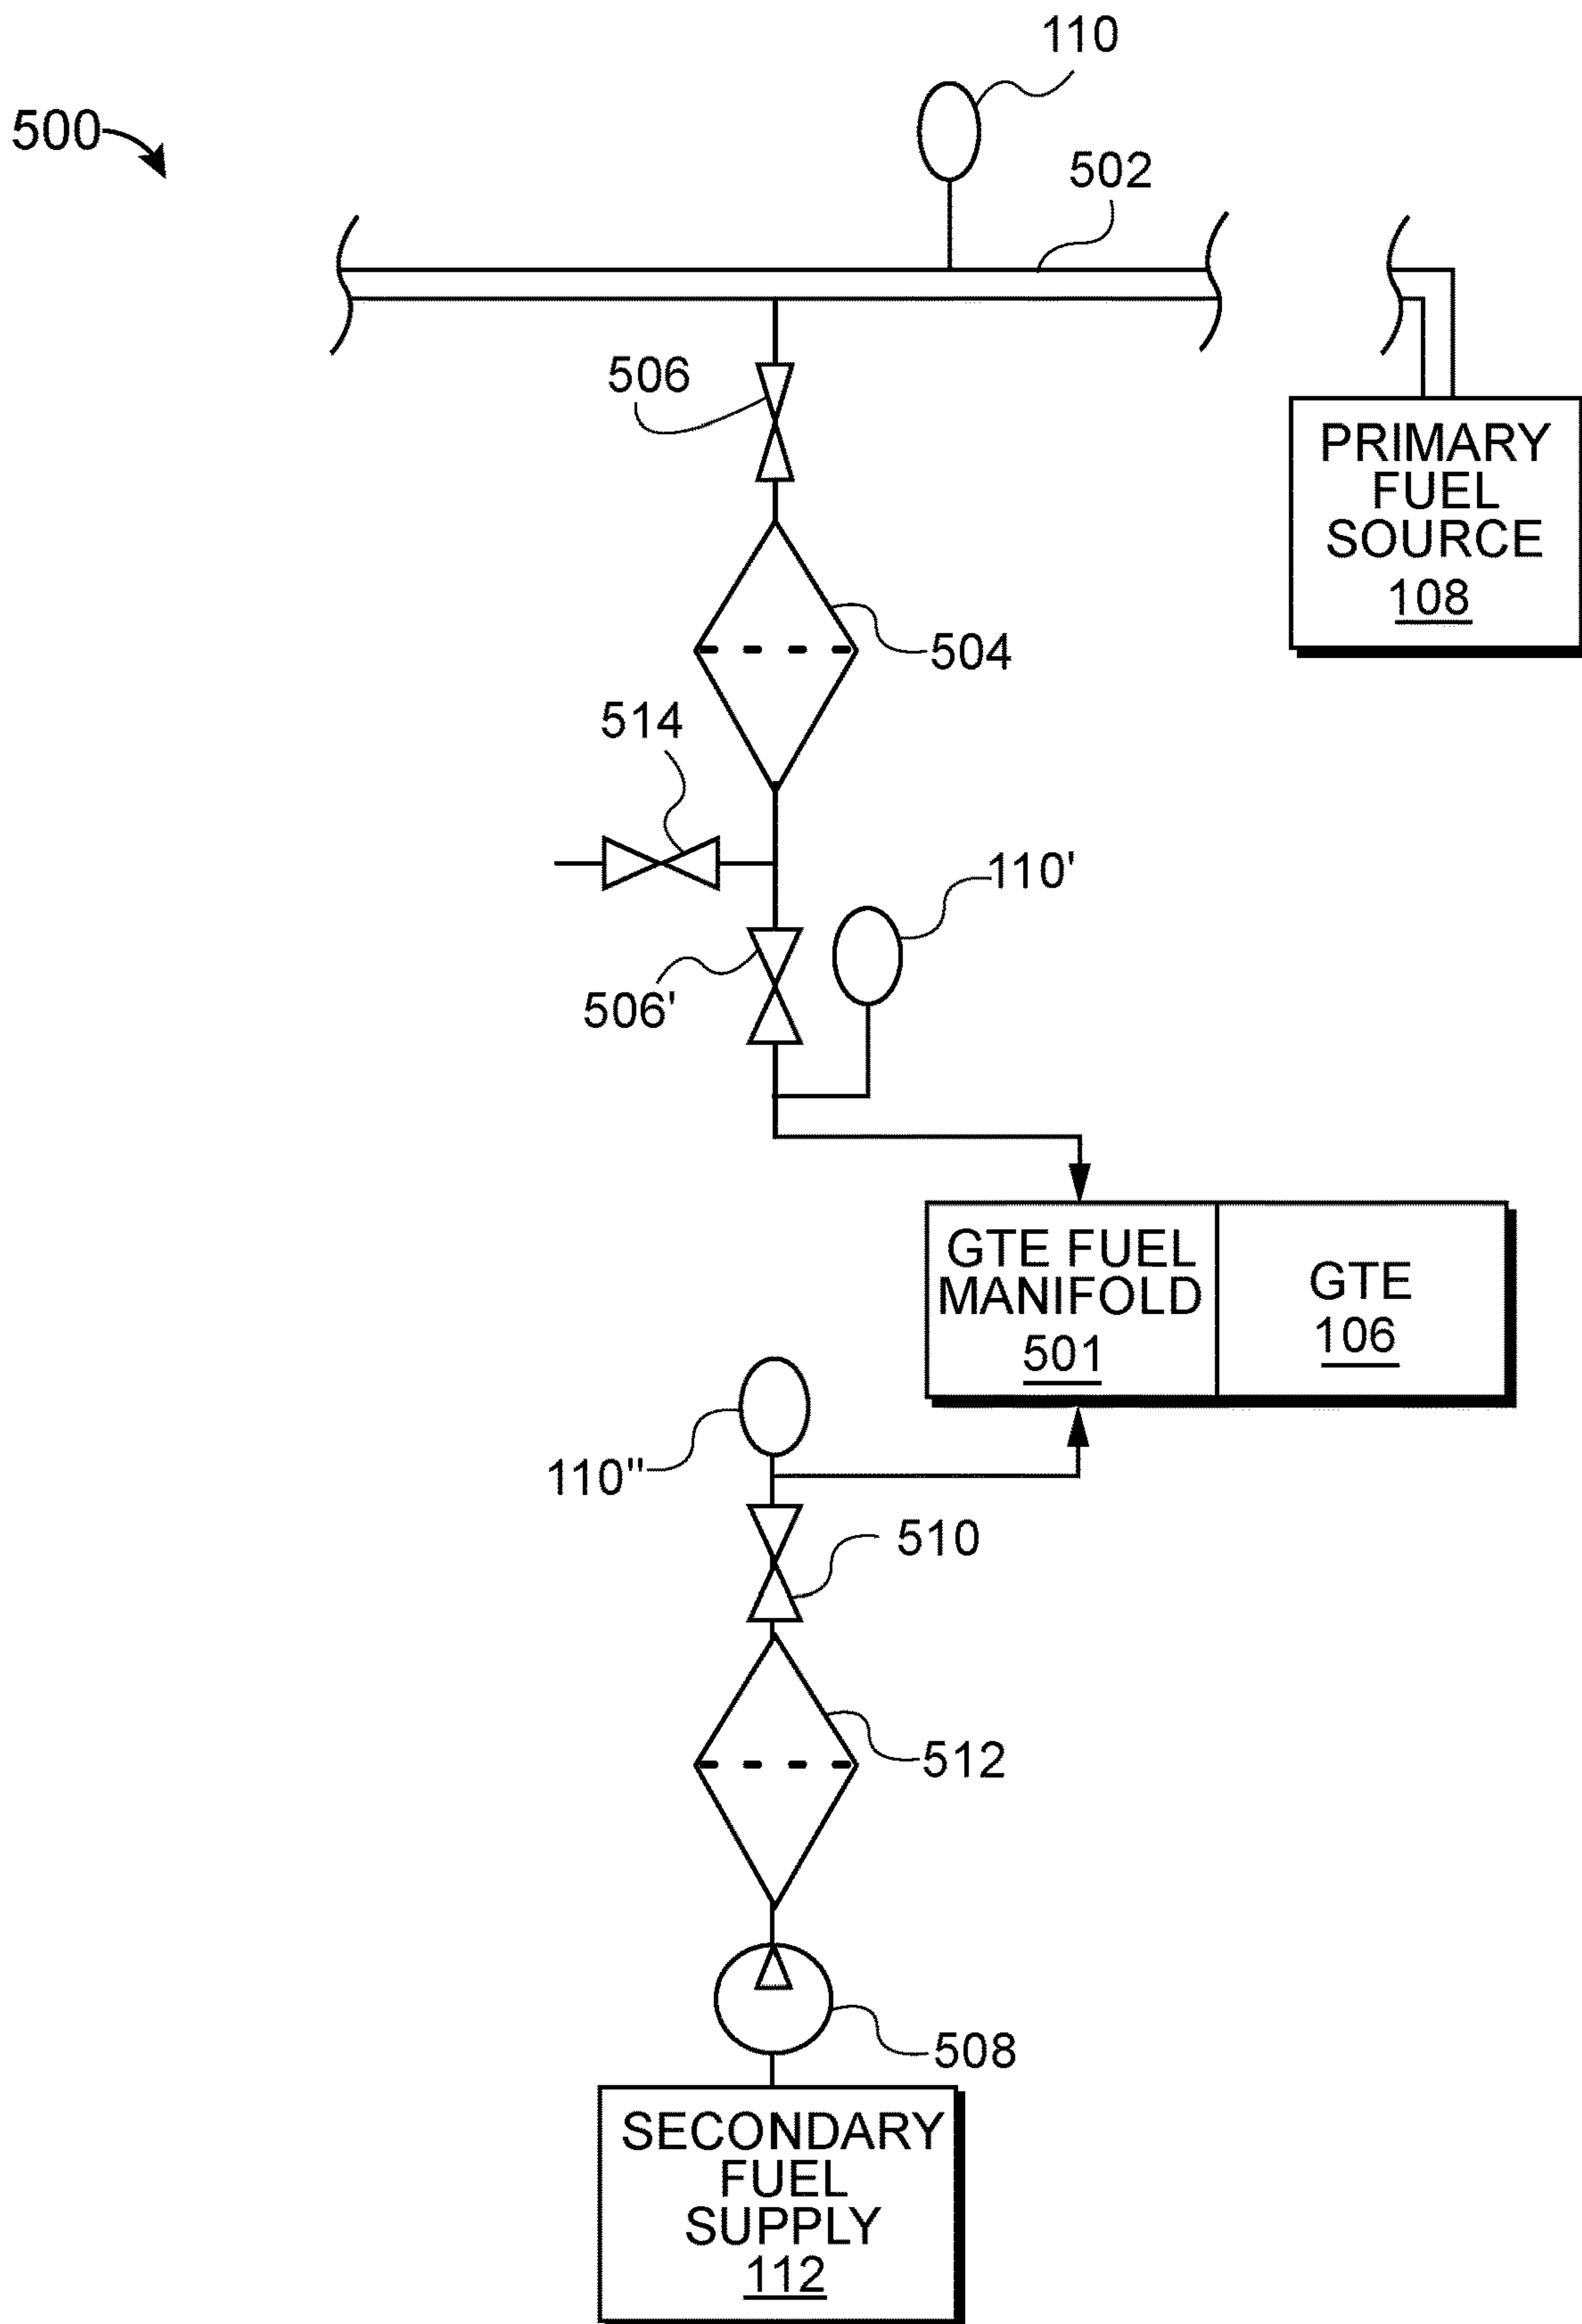 110
500
502
506
PRIMARY
FUEL
SOURCE
108
504
514
110'
506'
GTE FUEL
MANIFOLD
501
GTE
106
110"
510
512
508
SECONDARY
FUEL
SUPPLY
112